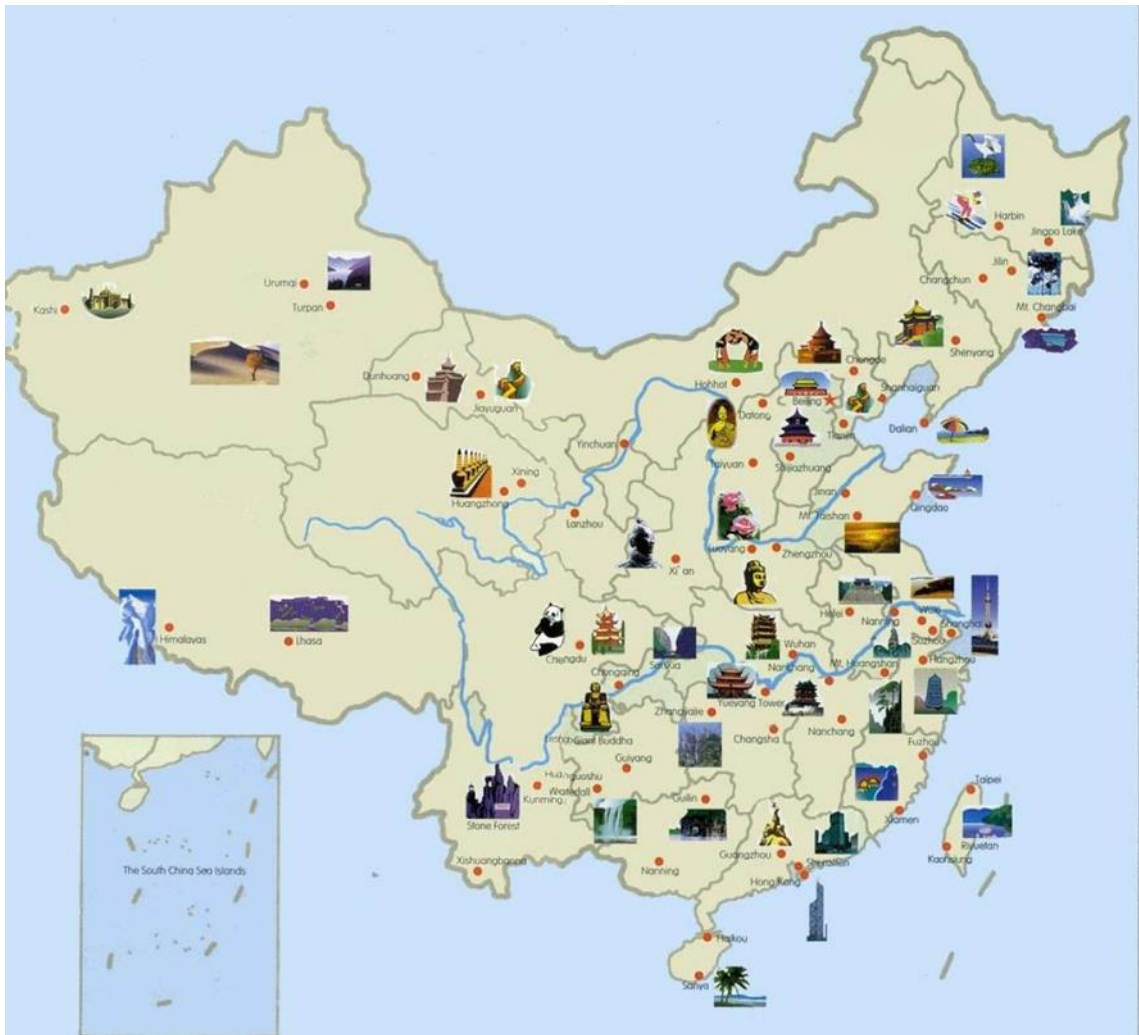 Harbin
Jingpo Lake
Jilin
Changchun
Mt. Changbai
Urumqi
Turpan
Kashi
Shenyang
Chengde
Dunhuang
Jiayuguan
Hohhot
Shanhaiguan
Beijing
Datong
Dalian
Tianjin
Yinchuan
Taiyuan
Shijiazhuang
Xining
Huangzhong
Jinan
Qingdao
Lanzhou
Mt. Taishan
Luoyang
Zhengzhou
Xi' an
Hefei
Nanning
Wuxi
Shanghai
Suzhou
Himalayas
Lhasa
Chengdu
Wuhan
Hangzhou
Nanchang
Mt. Huangshan
Chongqing
Yueyang Tower
Zhangjiajie
Changsha
Nanchang
Giant Buddha
Fuzhou
Guiyang
Kunming
Waterfall
Guilin
Taipei
Stone Forest
Xiamen
Riyuetan
Kaohsiung
Guangzhou
Xishuangbanna
Nanning
Hong Kong
The South China Sea Islands
Haikou
Sanya